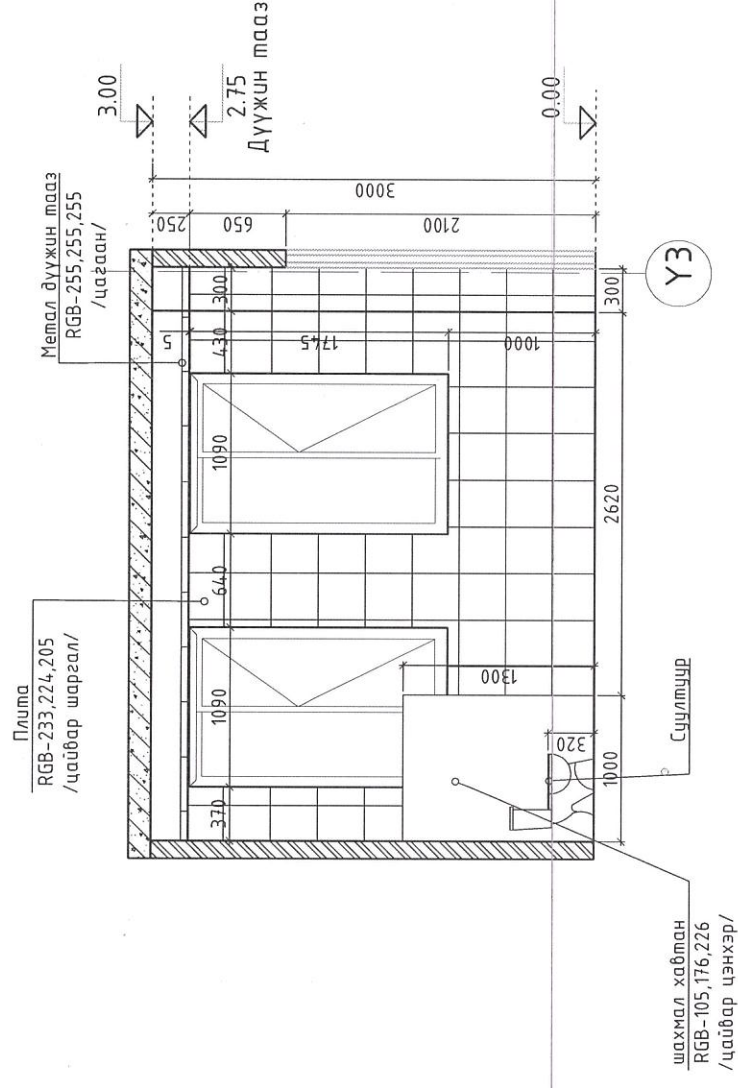 Плита
RGB-233,224,205
/цайвар шаргал/
Метал дүүжин тааз
RGB-255,255,255
/цагаан/
3.00
2.75
Дүүжин тааз
0.00
250
650
2100
3000
300
430
1090
640
1090
370
5
1745
1000
1300
320
1000
2620
300
Y3
Суултуур
шахмал хавтан
RGB-105,176,226
/цайвар цэнхэр/